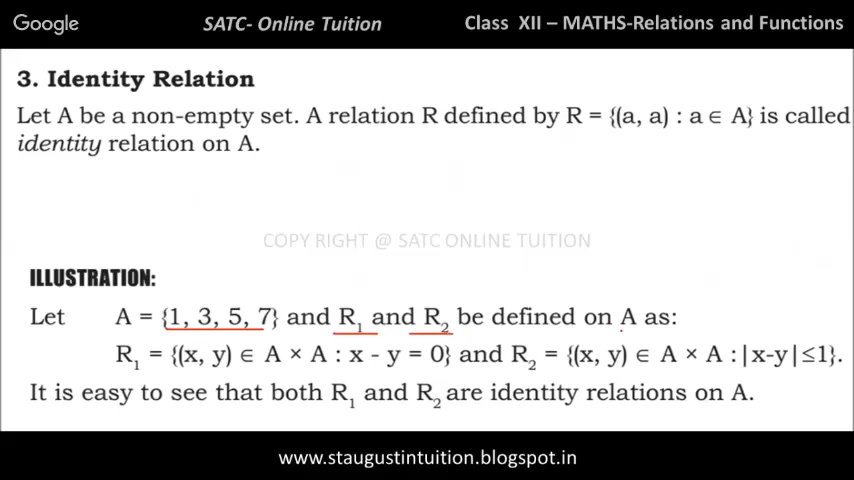 Google SATC- Online Tuition Class XII – MATHS-Relations and Functions
3. Identity Relation
Let A be a non-empty set. A relation R defined by R = {(a, a) : a ∈ A} is called
identity relation on A.
COPY RIGHT @ SATC ONLINE TUITION
ILLUSTRATION:
Let A = {1, 3, 5, 7} and R₁ and R₂ be defined on A as:
R₁ = {(x, y) ∈ A × A : x - y = 0} and R₂ = {(x, y) ∈ A × A :|x-y|≤1}.
It is easy to see that both R₁ and R₂ are identity relations on A.
www.staugustintuition.blogspot.in